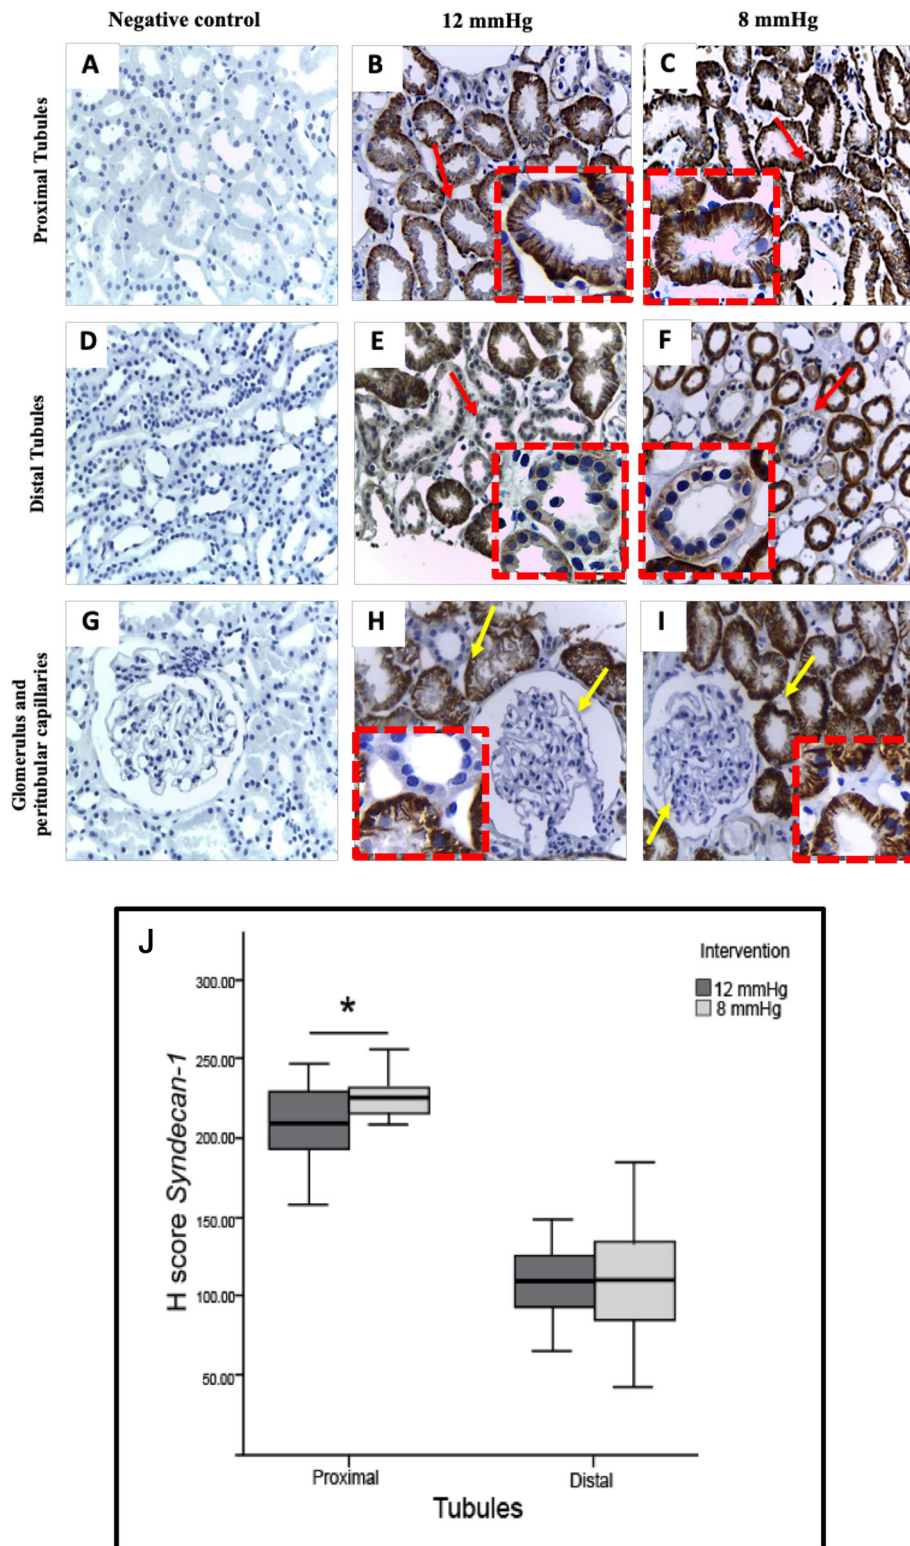 Negative control
12 mmHg
8 mmHg
Proximal Tubules
A
B
C
Distal Tubules
D
E
F
Glomerulus and
peritubular capillaries
G
H
I
J
Intervention
12 mmHg
8 mmHg
*
H score Syndecan-1
300.00
250.00
200.00
150.00
100.00
50.00
Proximal
Distal
Tubules